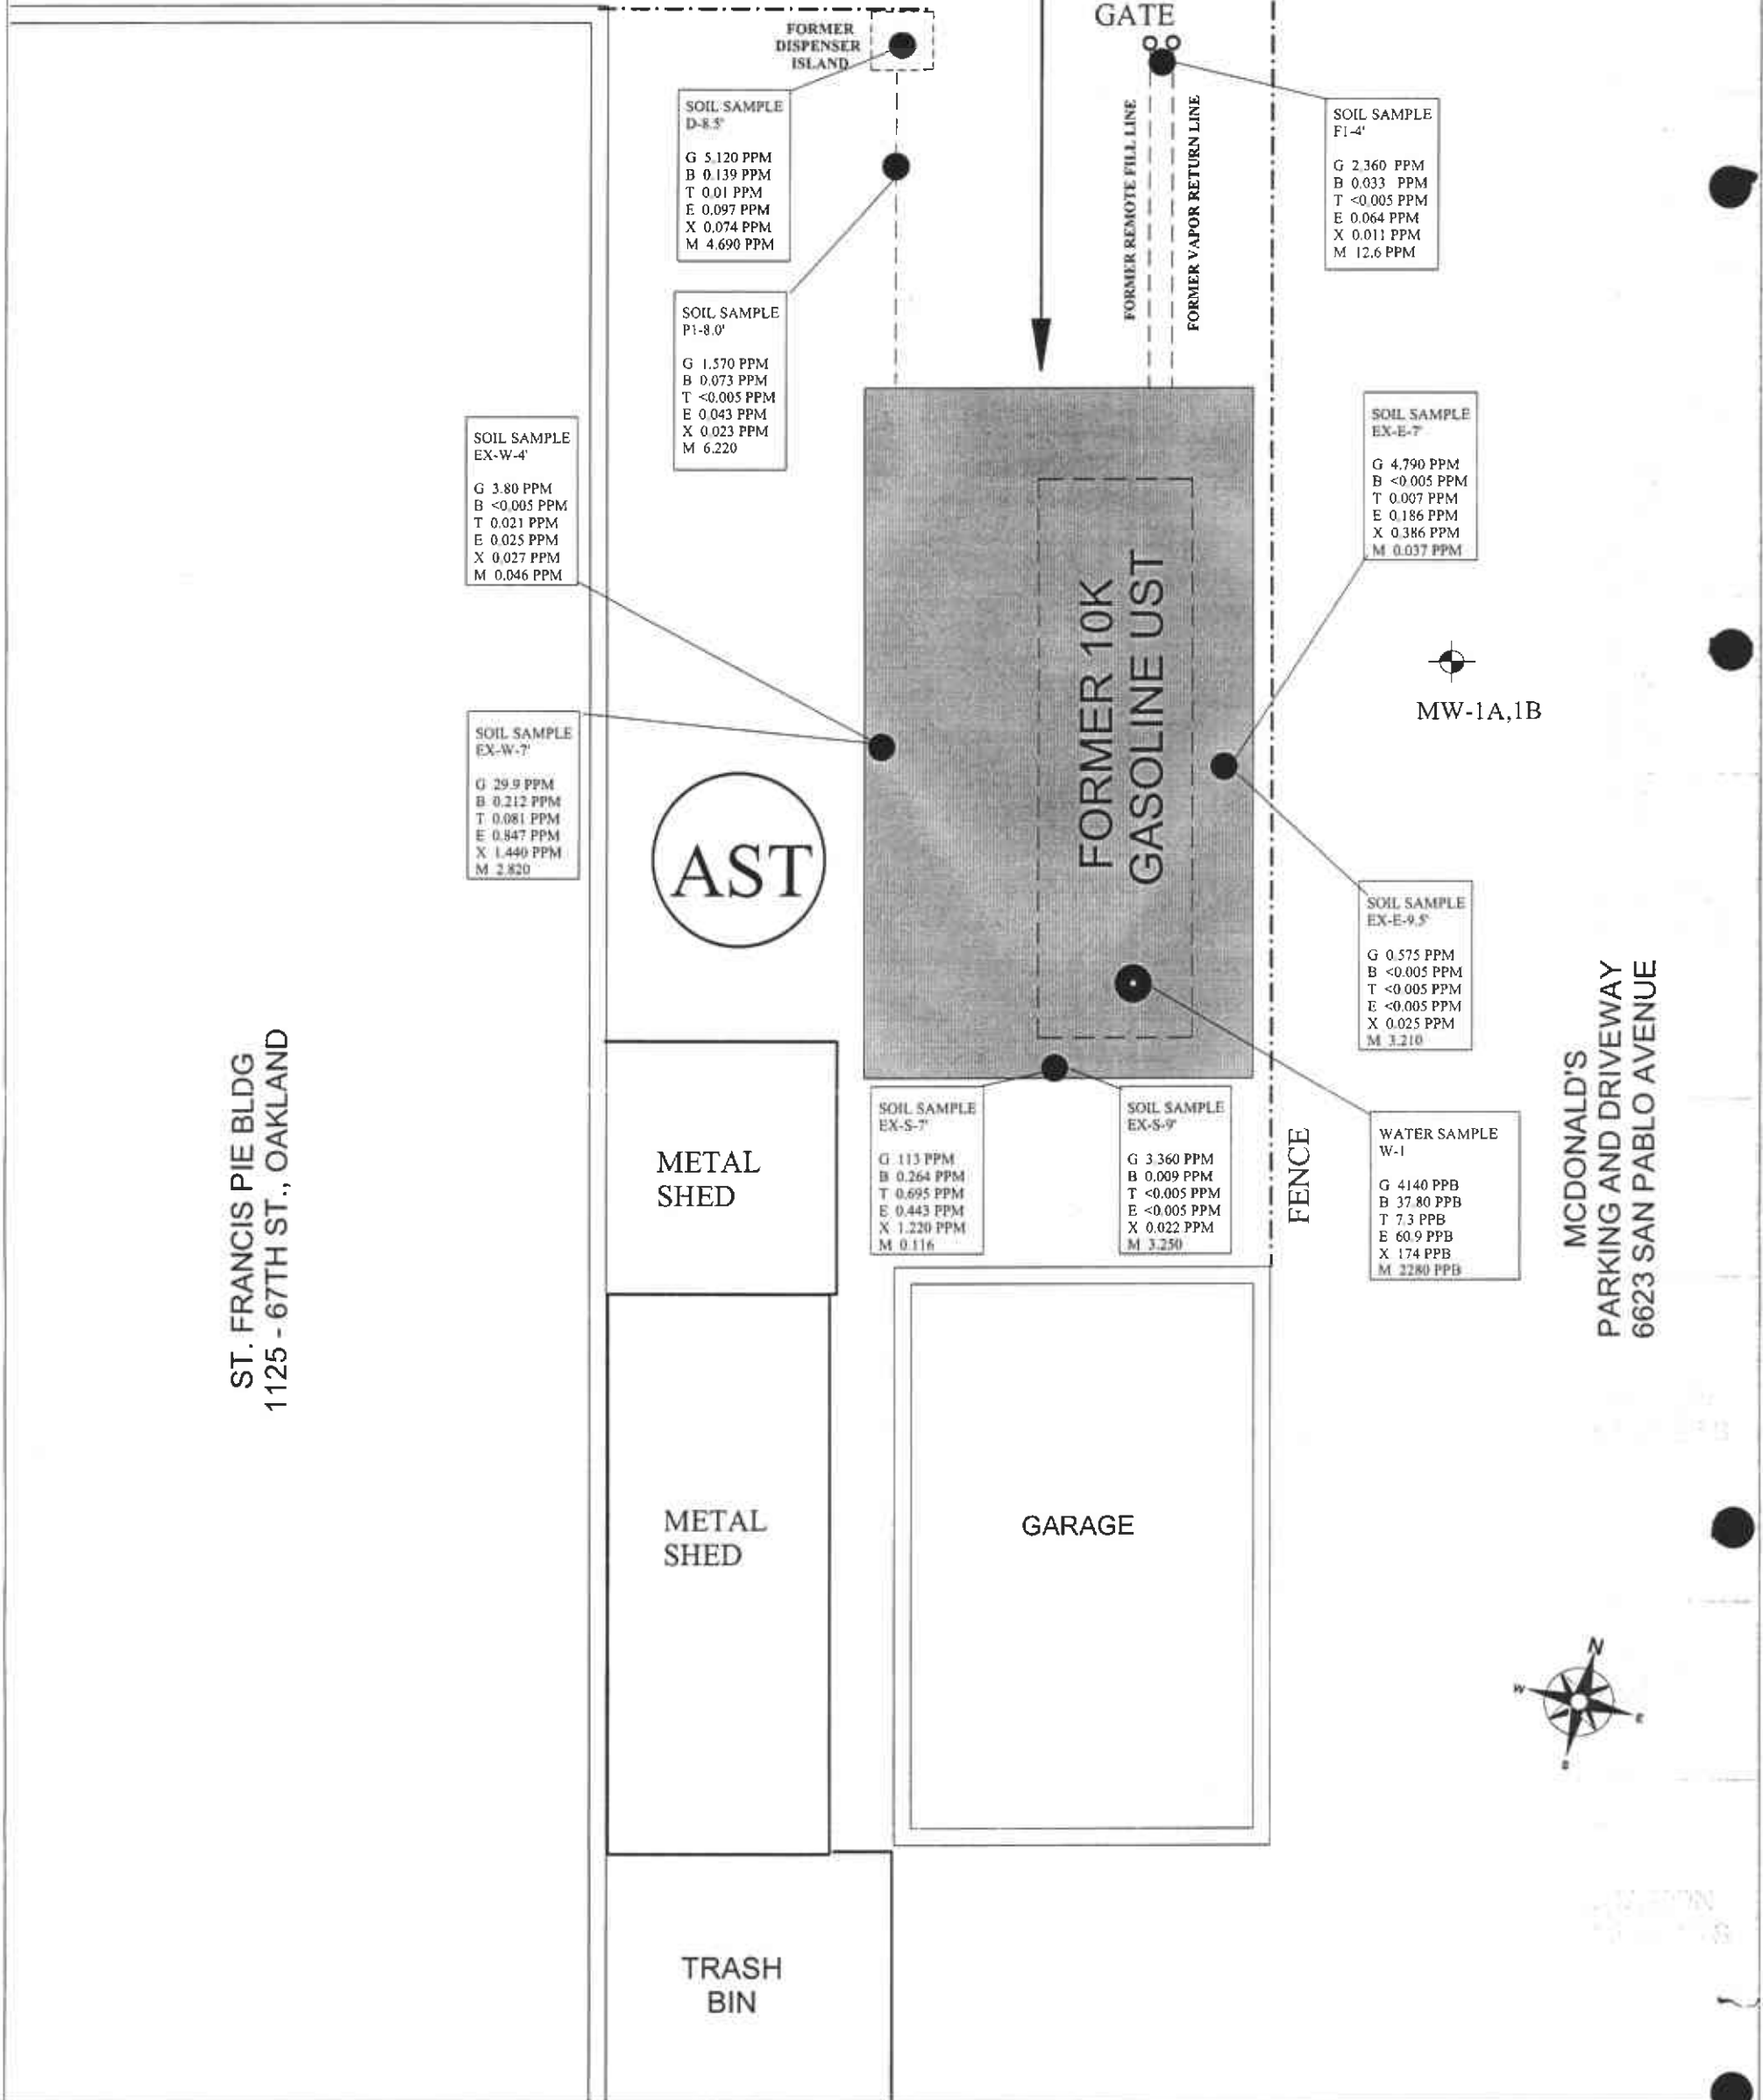 GATE
FORMER
DISPENSER
ISLAND
SOIL SAMPLE
D-8.5'
G 5.120 PPM
B 0.139 PPM
T 0.01 PPM
E 0.097 PPM
X 0.074 PPM
M 4.690 PPM
FORMER REMOTE FILL LINE
FORMER VAPOR RETURN LINE
SOIL SAMPLE
F1-4'
G 2.360 PPM
B 0.033 PPM
T <0.005 PPM
E 0.064 PPM
X 0.011 PPM
M 12.6 PPM
SOIL SAMPLE
P1-8.0'
G 1.570 PPM
B 0.073 PPM
T <0.005 PPM
E 0.043 PPM
X 0.023 PPM
M 6.220
SOIL SAMPLE
EX-W-4'
G 3.80 PPM
B <0.005 PPM
T 0.021 PPM
E 0.025 PPM
X 0.027 PPM
M 0.046 PPM
SOIL SAMPLE
EX-E-7'
G 4.790 PPM
B <0.005 PPM
T 0.007 PPM
E 0.186 PPM
X 0.386 PPM
M 0.037 PPM
FORMER 10K
GASOLINE UST
MW-1A,1B
SOIL SAMPLE
EX-W-7'
G 29.9 PPM
B 0.212 PPM
T 0.081 PPM
E 0.847 PPM
X 1.440 PPM
M 2.820
AST
SOIL SAMPLE
EX-E-9.5'
G 0.575 PPM
B <0.005 PPM
T <0.005 PPM
E <0.005 PPM
X 0.025 PPM
M 3.210
ST. FRANCIS PIE BLDG
1125 - 67TH ST., OAKLAND
MCDONALD'S
PARKING AND DRIVEWAY
6623 SAN PABLO AVENUE
METAL
SHED
SOIL SAMPLE
EX-S-7'
G 113 PPM
B 0.264 PPM
T 0.695 PPM
E 0.443 PPM
X 1.220 PPM
M 0.116
SOIL SAMPLE
EX-S-9'
G 3.360 PPM
B 0.009 PPM
T <0.005 PPM
E <0.005 PPM
X 0.022 PPM
M 3.250
FENCE
WATER SAMPLE
W-1
G 4140 PPB
B 37.80 PPB
T 7.3 PPB
E 60.9 PPB
X 174 PPB
M 2280 PPB
METAL
SHED
GARAGE
N
W
E
S
TRASH
BIN